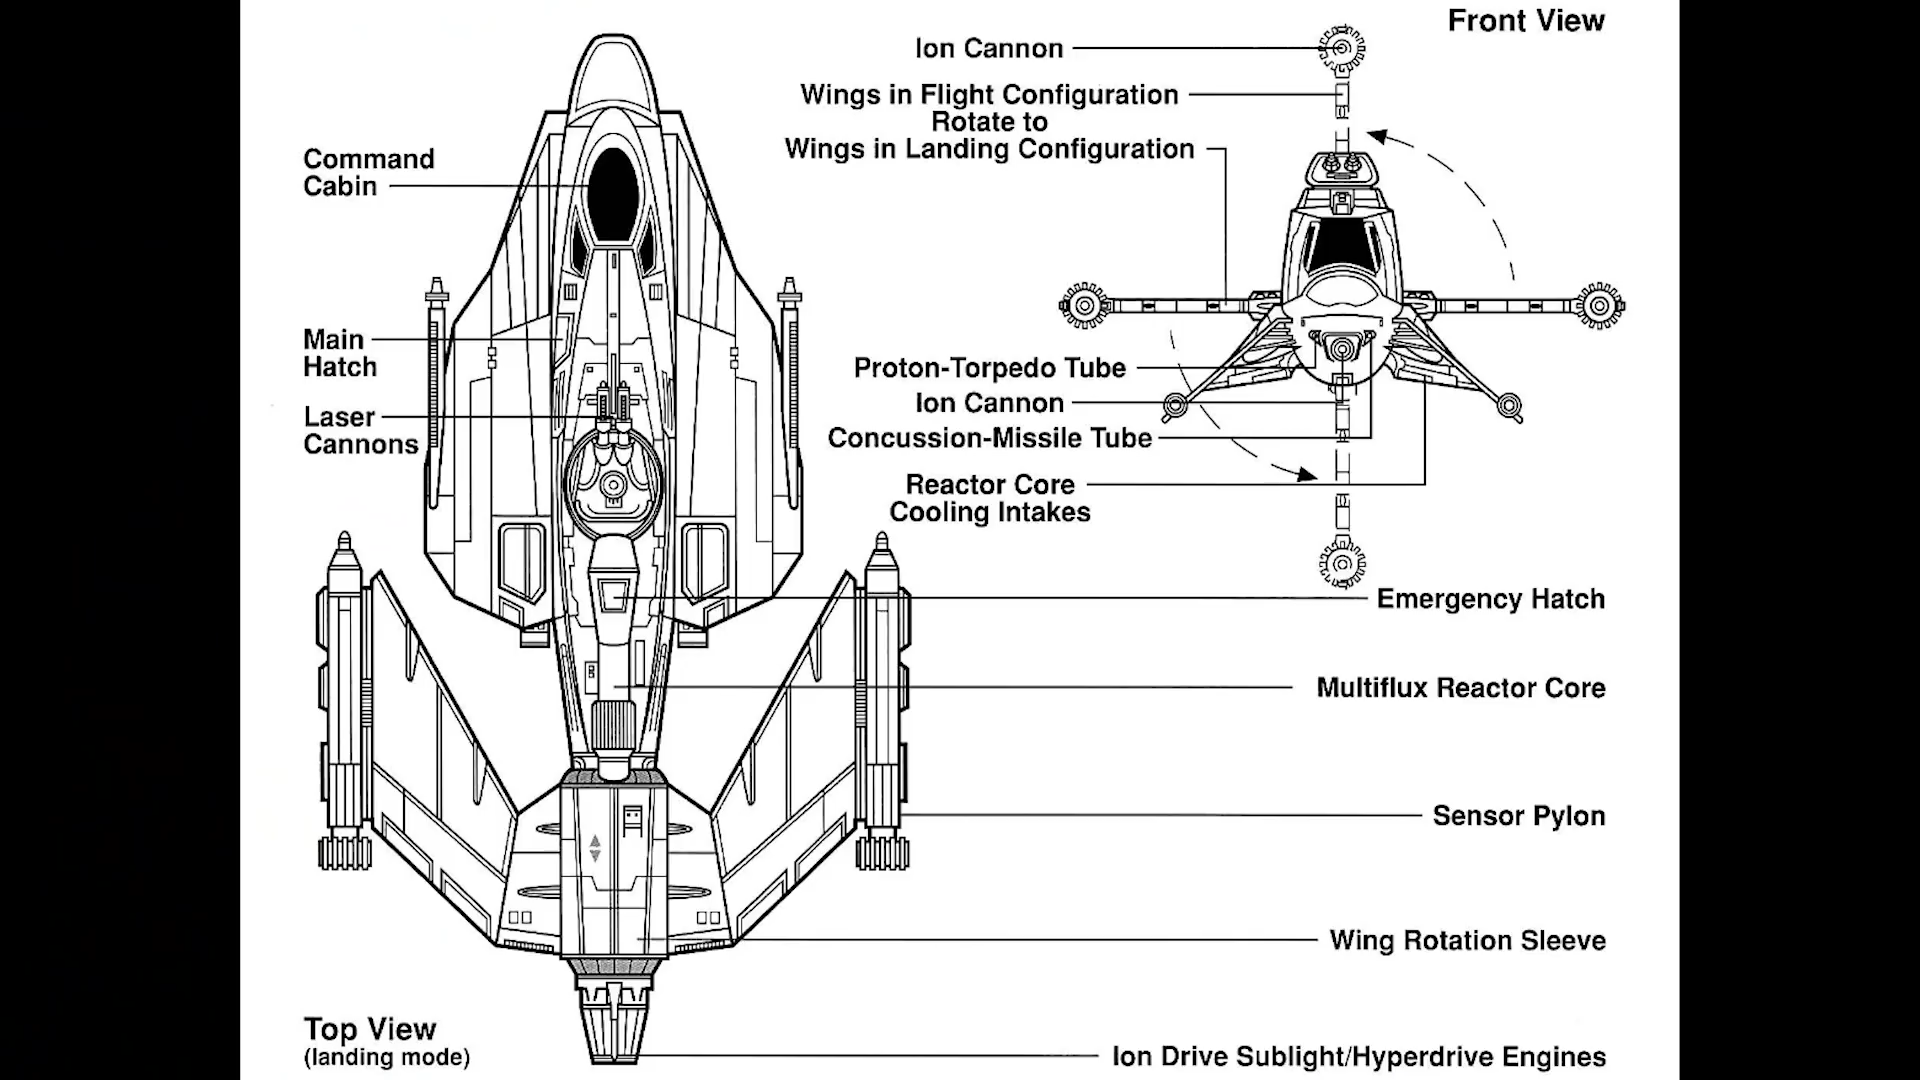 Front View
Ion Cannon
Wings in Flight Configuration
Rotate to
Wings in Landing Configuration
Command
Cabin
Main
Hatch
Proton-Torpedo Tube
Ion Cannon
Laser
Cannons
Concussion-Missile Tube
Reactor Core
Cooling Intakes
Emergency Hatch
Multiflux Reactor Core
Sensor Pylon
Wing Rotation Sleeve
Top View
(landing mode)
Ion Drive Sublight/Hyperdrive Engines